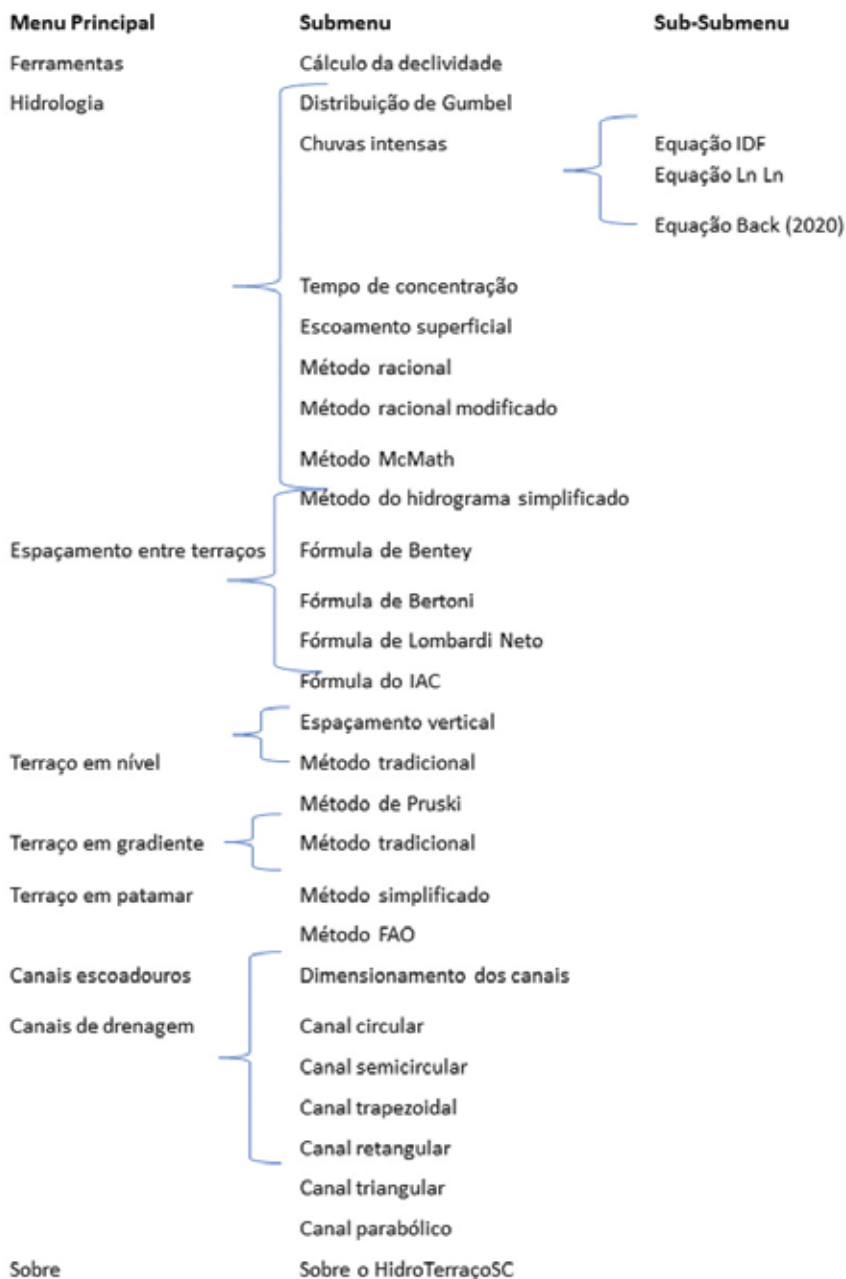 Menu Principal Submenu Sub-Submenu
Ferramentas Cálculo da declividade
Hidrologia Distribuição de Gumbel
Chuvas intensas Equação IDF
Equação Ln Ln
Equação Back (2020)
Tempo de concentração
Escoamento superficial
Método racional
Método racional modificado
Método McMath
Método do hidrograma simplificado
Espaçamento entre terraços Fórmula de Bentey
Fórmula de Bertoni
Fórmula de Lombardi Neto
Fórmula do IAC
Espaçamento vertical
Terraço em nível Método tradicional
Método de Pruski
Terraço em gradiente Método tradicional
Terraço em patamar Método simplificado
Método FAO
Canais escoadouros Dimensionamento dos canais
Canais de drenagem Canal circular
Canal semicircular
Canal trapezoidal
Canal retangular
Canal triangular
Canal parabólico
Sobre Sobre o HidroTerraçoSC